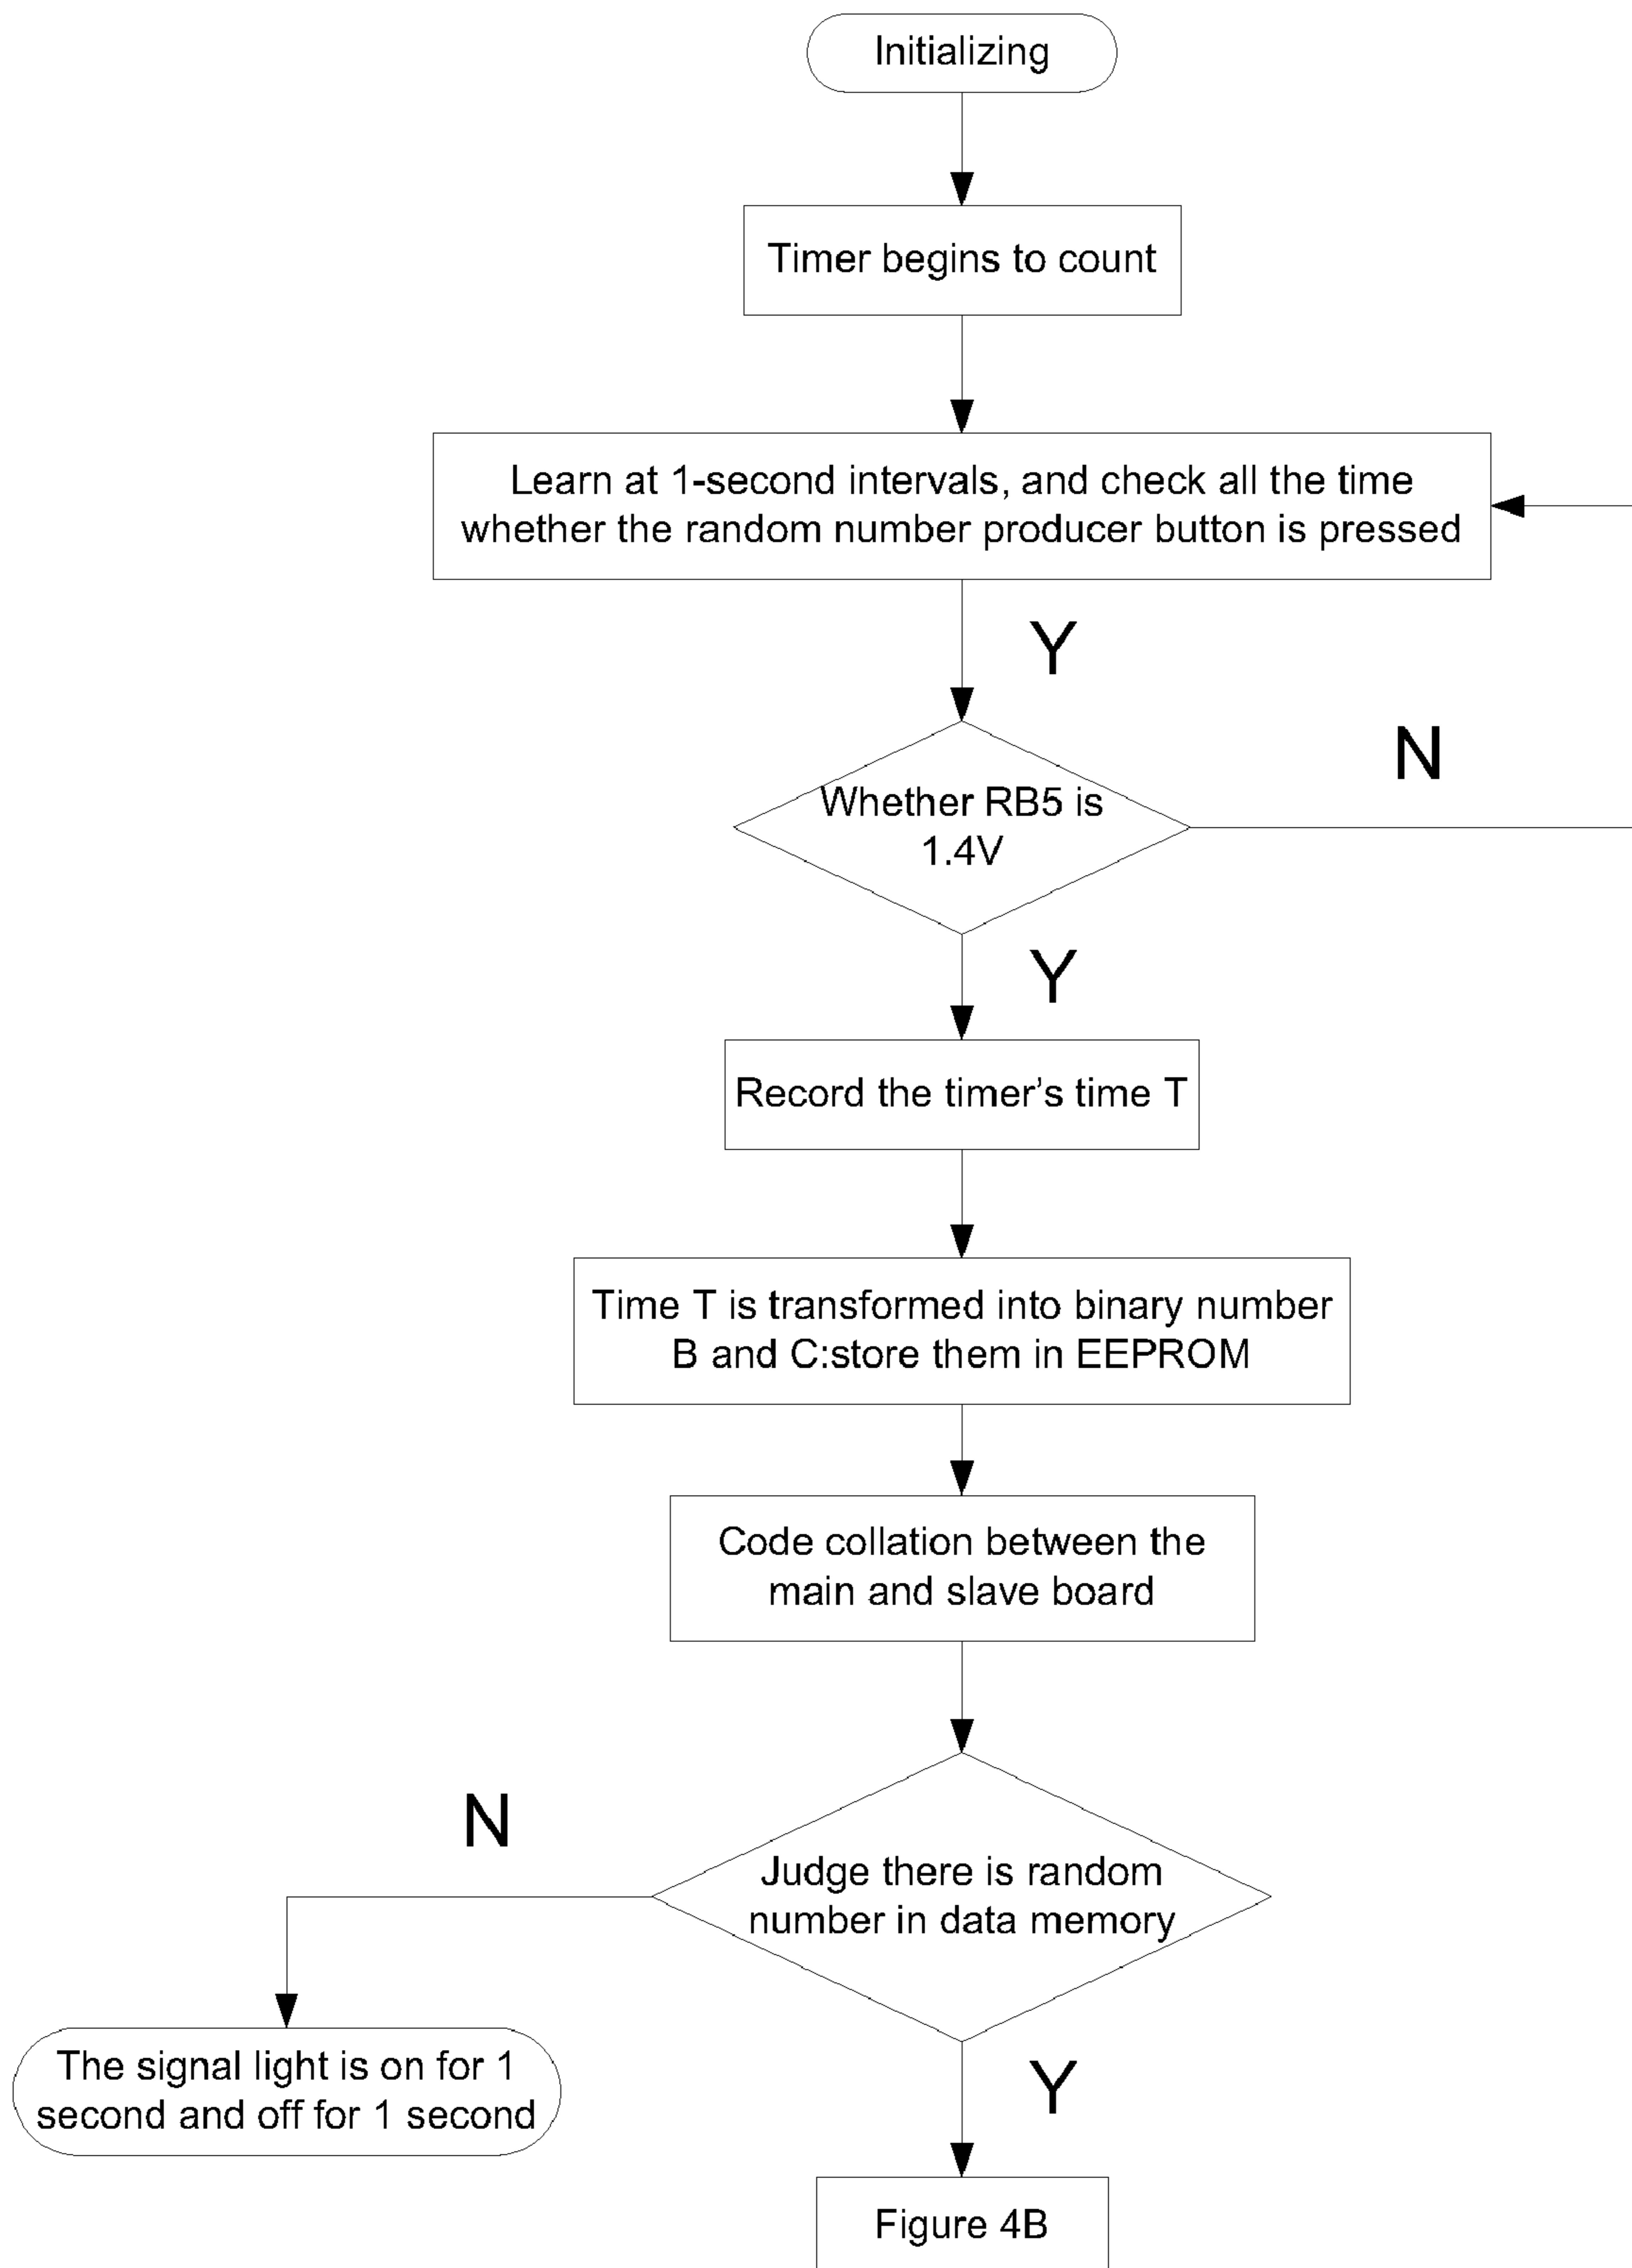 Initializing
Timer begins to count
Learn at 1-second intervals, and check all the time
whether the random number producer button is pressed
Y
N
Whether RB5 is
1.4V
Y
Record the timer's time T
Time T is transformed into binary number
B and C:store them in EEPROM
Code collation between the
main and slave board
N
Judge there is random
number in data memory
The signal light is on for 1
second and off for 1 second
Y
Figure 4B